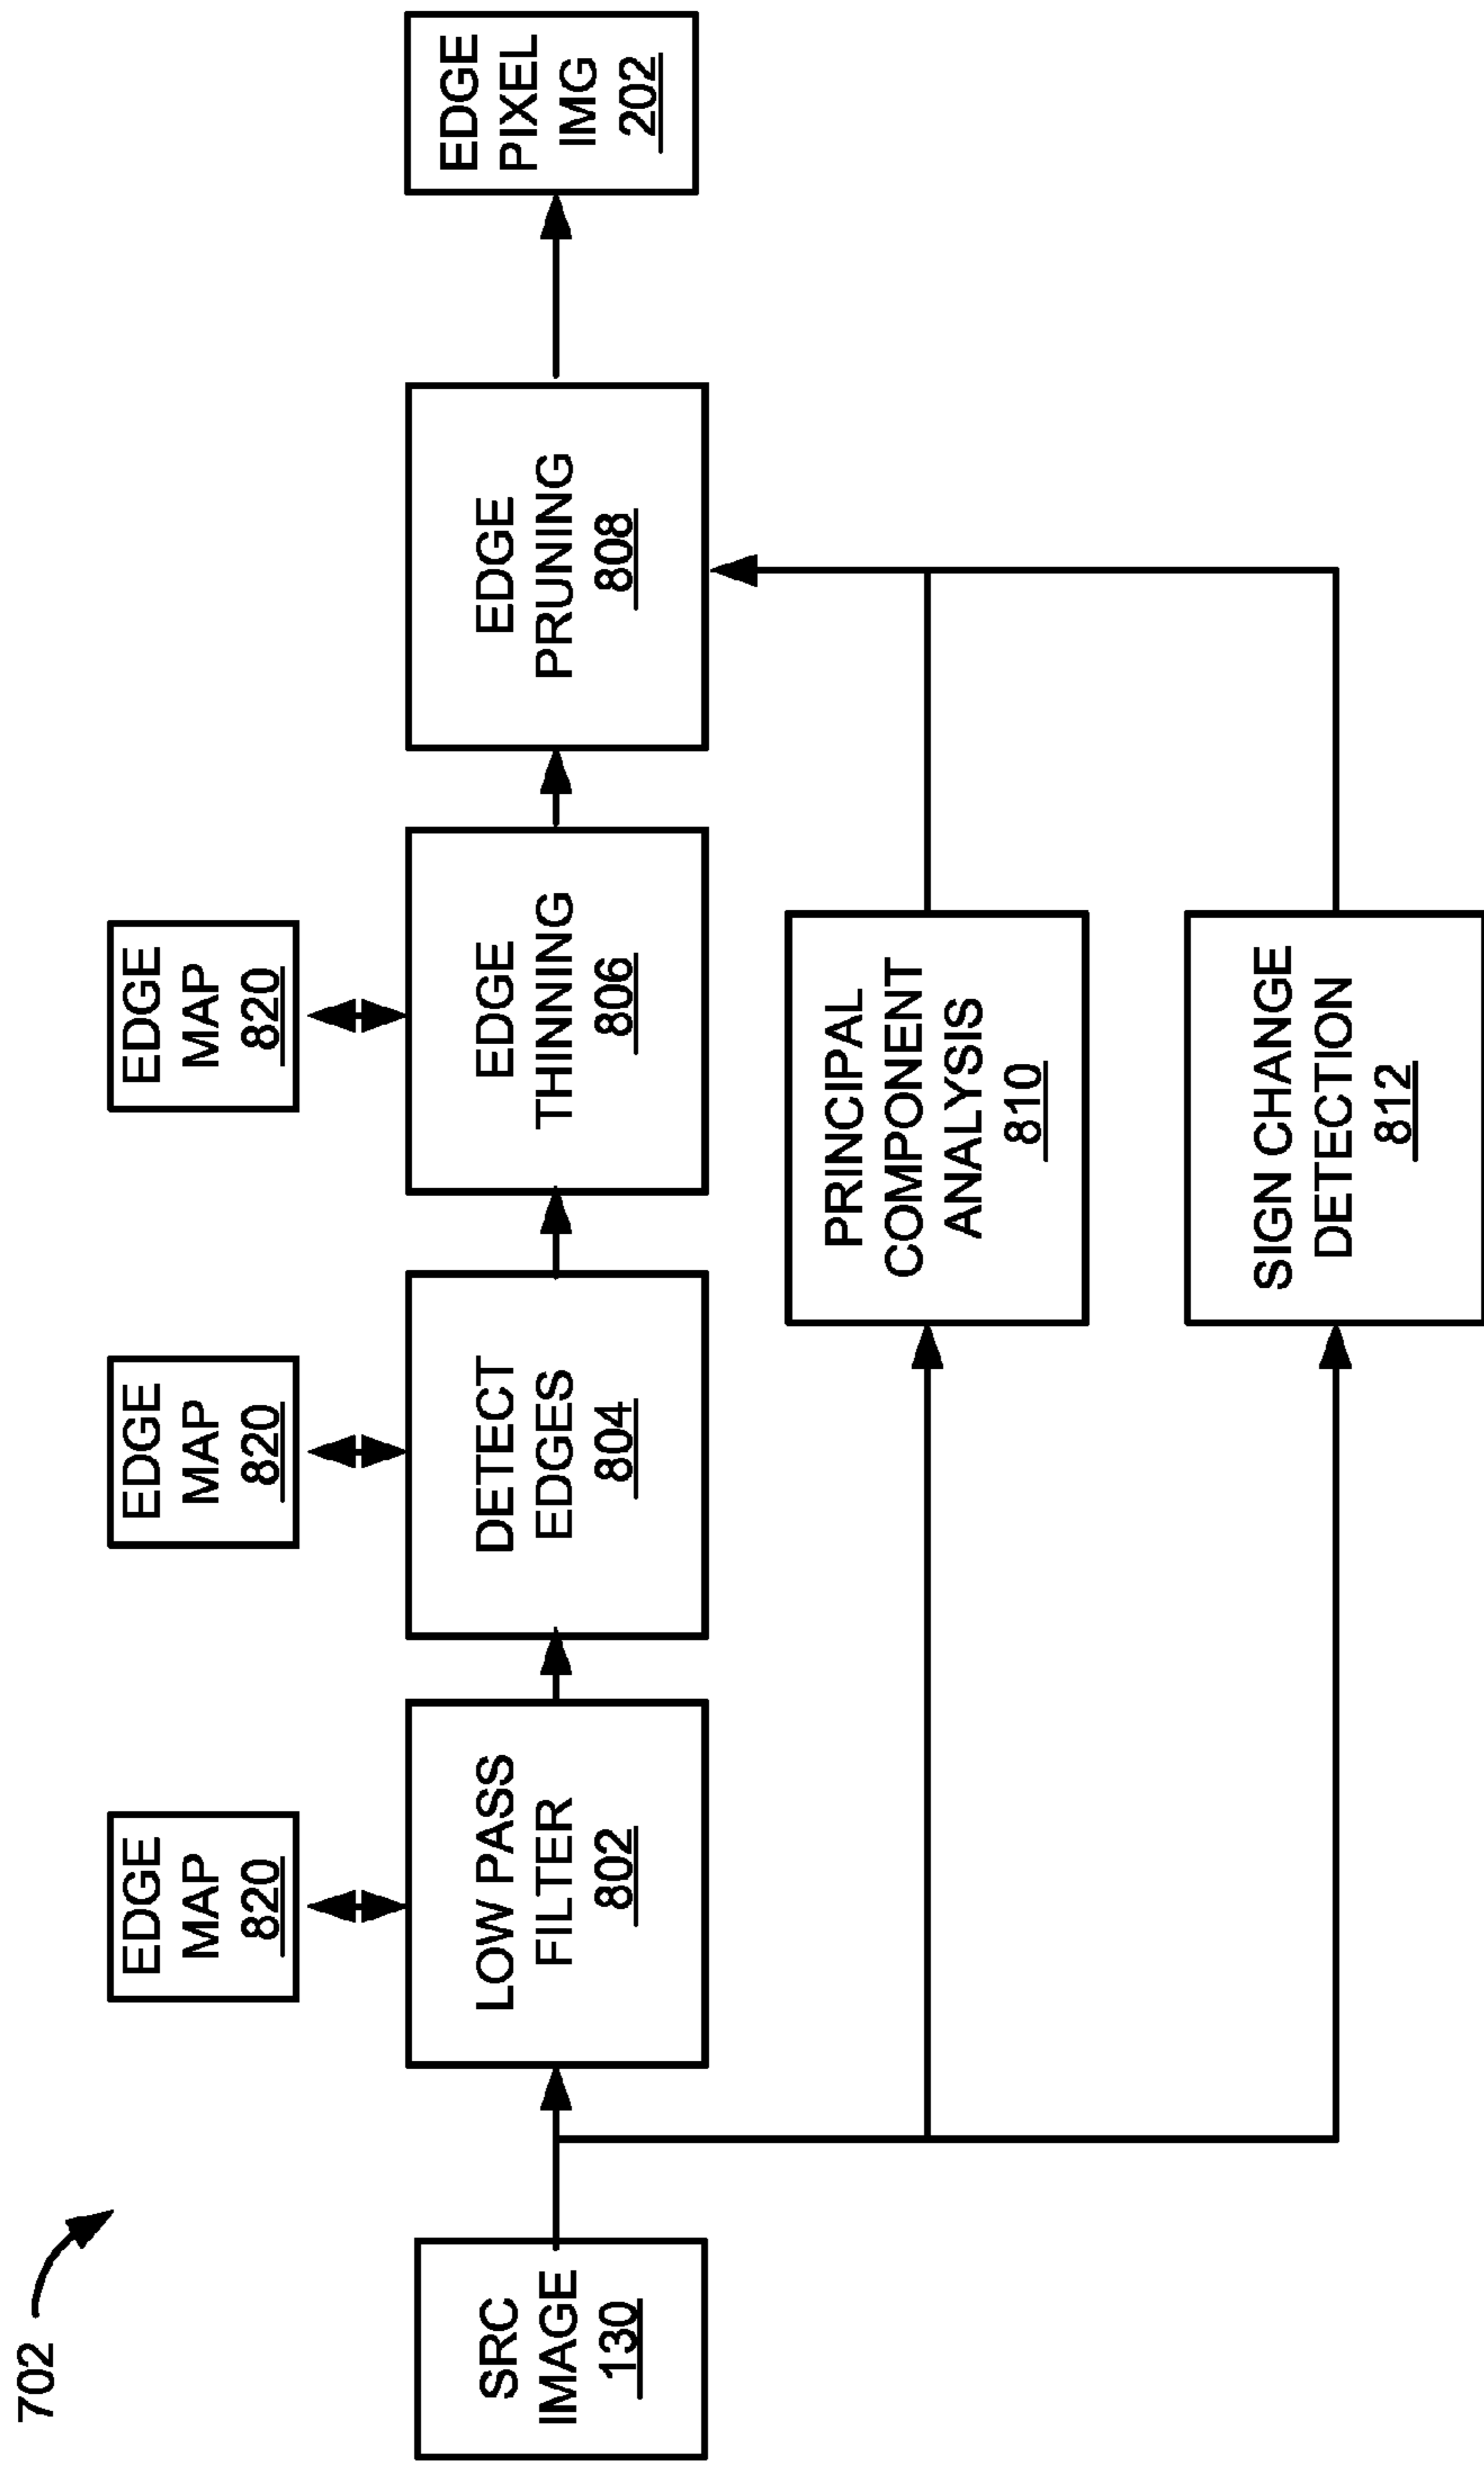 702
EDGE
MAP
820
EDGE
MAP
820
EDGE
MAP
820
SRC
IMAGE
130
LOW PASS
FILTER
802
DETECT
EDGES
804
EDGE
THINNING
806
EDGE
PRUNING
808
EDGE
PIXEL
IMG
202
PRINCIPAL
COMPONENT
ANALYSIS
810
SIGN CHANGE
DETECTION
812